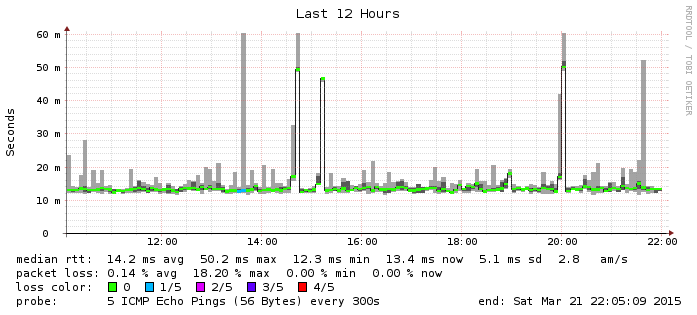 Last 12 Hours
RRDTOOL / TOBI OETIKER
Seconds
60 m
50 m
40 m
30 m
20 m
10 m
0
12:00 14:00 16:00 18:00 20:00 22:00
median rtt: 14.2 ms avg 50.2 ms max 12.3 ms min 13.4 ms now 5.1 ms sd 2.8 am/s
packet loss: 0.14 % avg 18.20 % max 0.00 % min 0.00 % now
loss color: 0 1/5 2/5 3/5 4/5
probe: 5 ICMP Echo Pings (56 Bytes) every 300s end: Sat Mar 21 22:05:09 2015